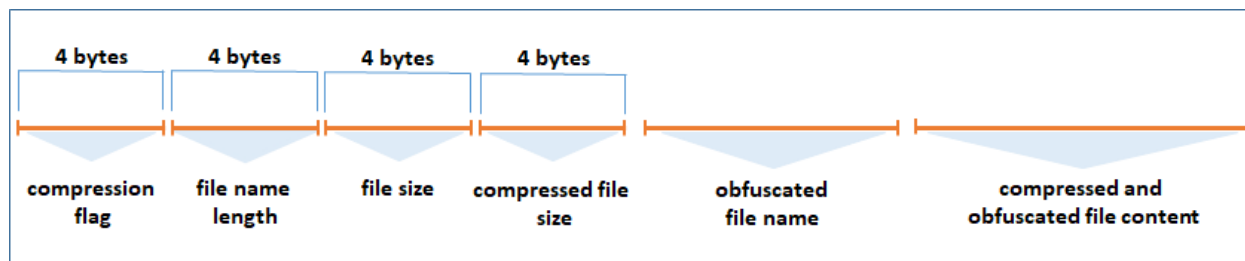 4 bytes
4 bytes
4 bytes
4 bytes
compression
flag
file name
length
file size
compressed file
size
obfuscated
file name
compressed and
obfuscated file content